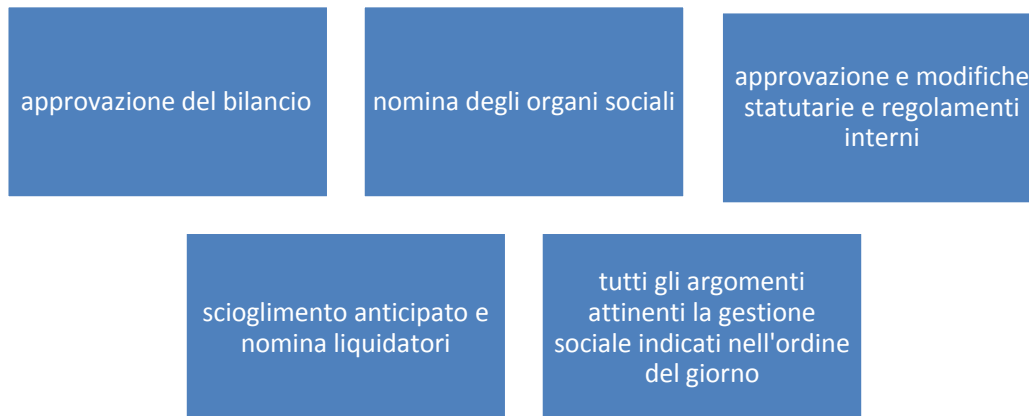 approvazione del bilancio
nomina degli organi sociali
approvazione e modifiche
statutarie e regolamenti
interni
scioglimento anticipato e
nomina liquidatori
tutti gli argomenti
attinenti la gestione
sociale indicati nell'ordine
del giorno